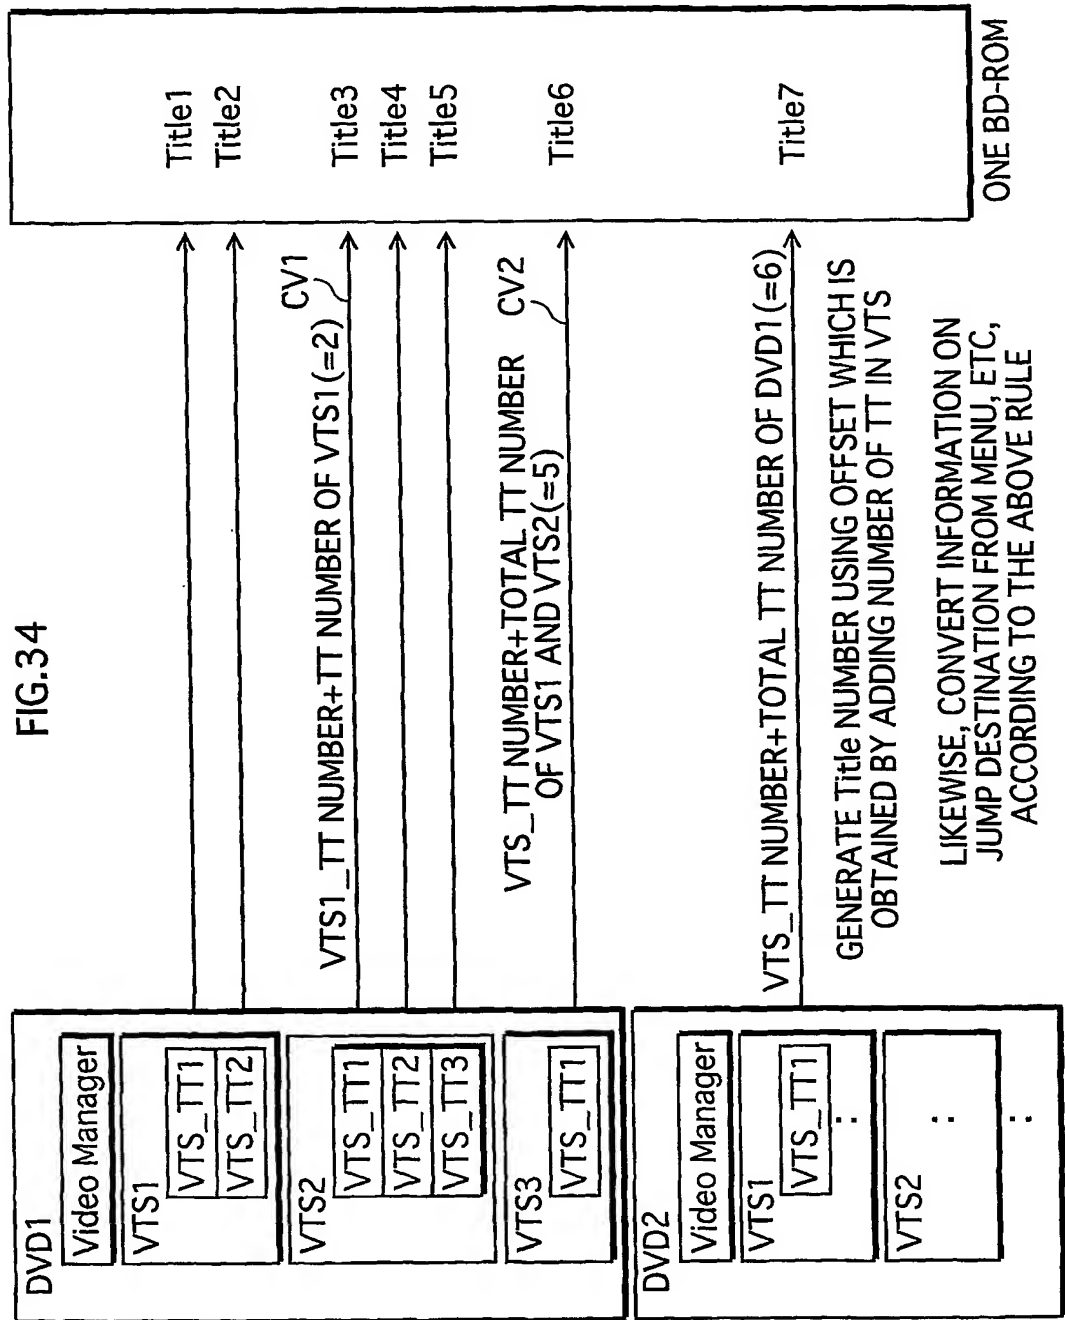 FIG.34
DVD1
Video Manager
VTS1
VTS_TT1
VTS_TT2
VTS2
VTS_TT1
VTS_TT2
VTS_TT3
VTS3
VTS_TT1
DVD2
Video Manager
VTS1
VTS_TT1
:
VTS2
:
:
VTS1_TT NUMBER+TT NUMBER OF VTS1(=2)
CV1
VTS_TT NUMBER+TOTAL TT NUMBER
OF VTS1 AND VTS2(=5)
CV2
VTS_TT NUMBER+TOTAL TT NUMBER OF DVD1(=6)
GENERATE Title NUMBER USING OFFSET WHICH IS
OBTAINED BY ADDING NUMBER OF TT IN VTS
LIKEWISE, CONVERT INFORMATION ON
JUMP DESTINATION FROM MENU, ETC,
ACCORDING TO THE ABOVE RULE
Title1
Title2
Title3
Title4
Title5
Title6
Title7
ONE BD-ROM